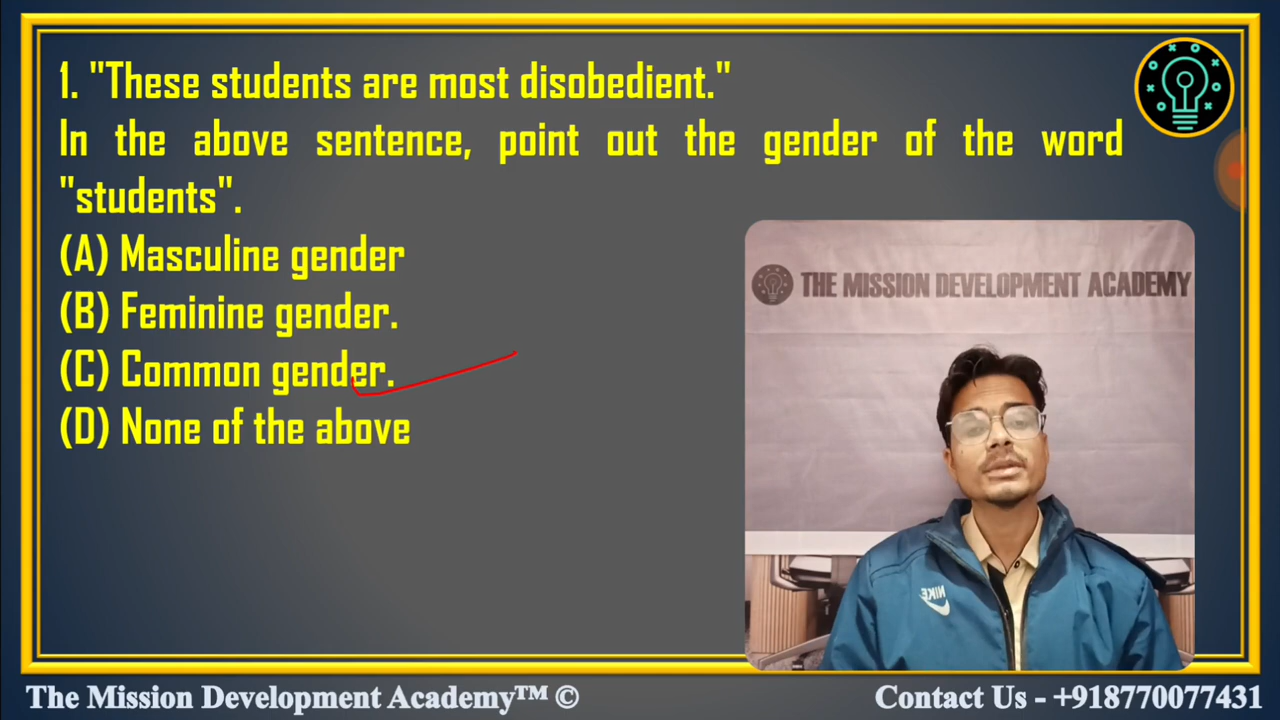 1. "These students are most disobedient."
In the above sentence, point out the gender of the word
"students".
(A) Masculine gender
(B) Feminine gender.
(C) Common gender.
(D) None of the above
THE MISSION DEVELOPMENT ACADEMY
NIKE
The Mission Development Academy™ ©
Contact Us - +918770077431